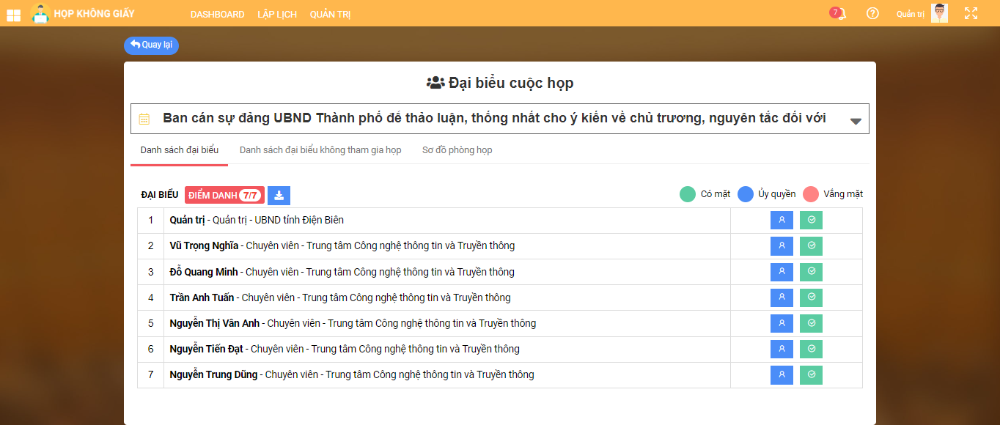 HỌP KHÔNG GIẤY
DASHBOARD LẬP LỊCH QUẢN TRỊ
7
Quản trị
Quay lại
Đại biểu cuộc họp
Ban cán sự đảng UBND Thành phố để thảo luận, thống nhất cho ý kiến về chủ trương, nguyên tắc đối với
Danh sách đại biểu Danh sách đại biểu không tham gia họp Sơ đồ phòng họp
ĐẠI BIỂU ĐIỂM DANH 7/7 Có mặt Ủy quyền Vắng mặt
1 Quản trị - Quản trị - UBND tỉnh Điện Biên
2 Vũ Trọng Nghĩa - Chuyên viên - Trung tâm Công nghệ thông tin và Truyền thông
3 Đỗ Quang Minh - Chuyên viên - Trung tâm Công nghệ thông tin và Truyền thông
4 Trần Anh Tuấn - Chuyên viên - Trung tâm Công nghệ thông tin và Truyền thông
5 Nguyễn Thị Vân Anh - Chuyên viên - Trung tâm Công nghệ thông tin và Truyền thông
6 Nguyễn Tiến Đạt - Chuyên viên - Trung tâm Công nghệ thông tin và Truyền thông
7 Nguyễn Trung Dũng - Chuyên viên - Trung tâm Công nghệ thông tin và Truyền thông